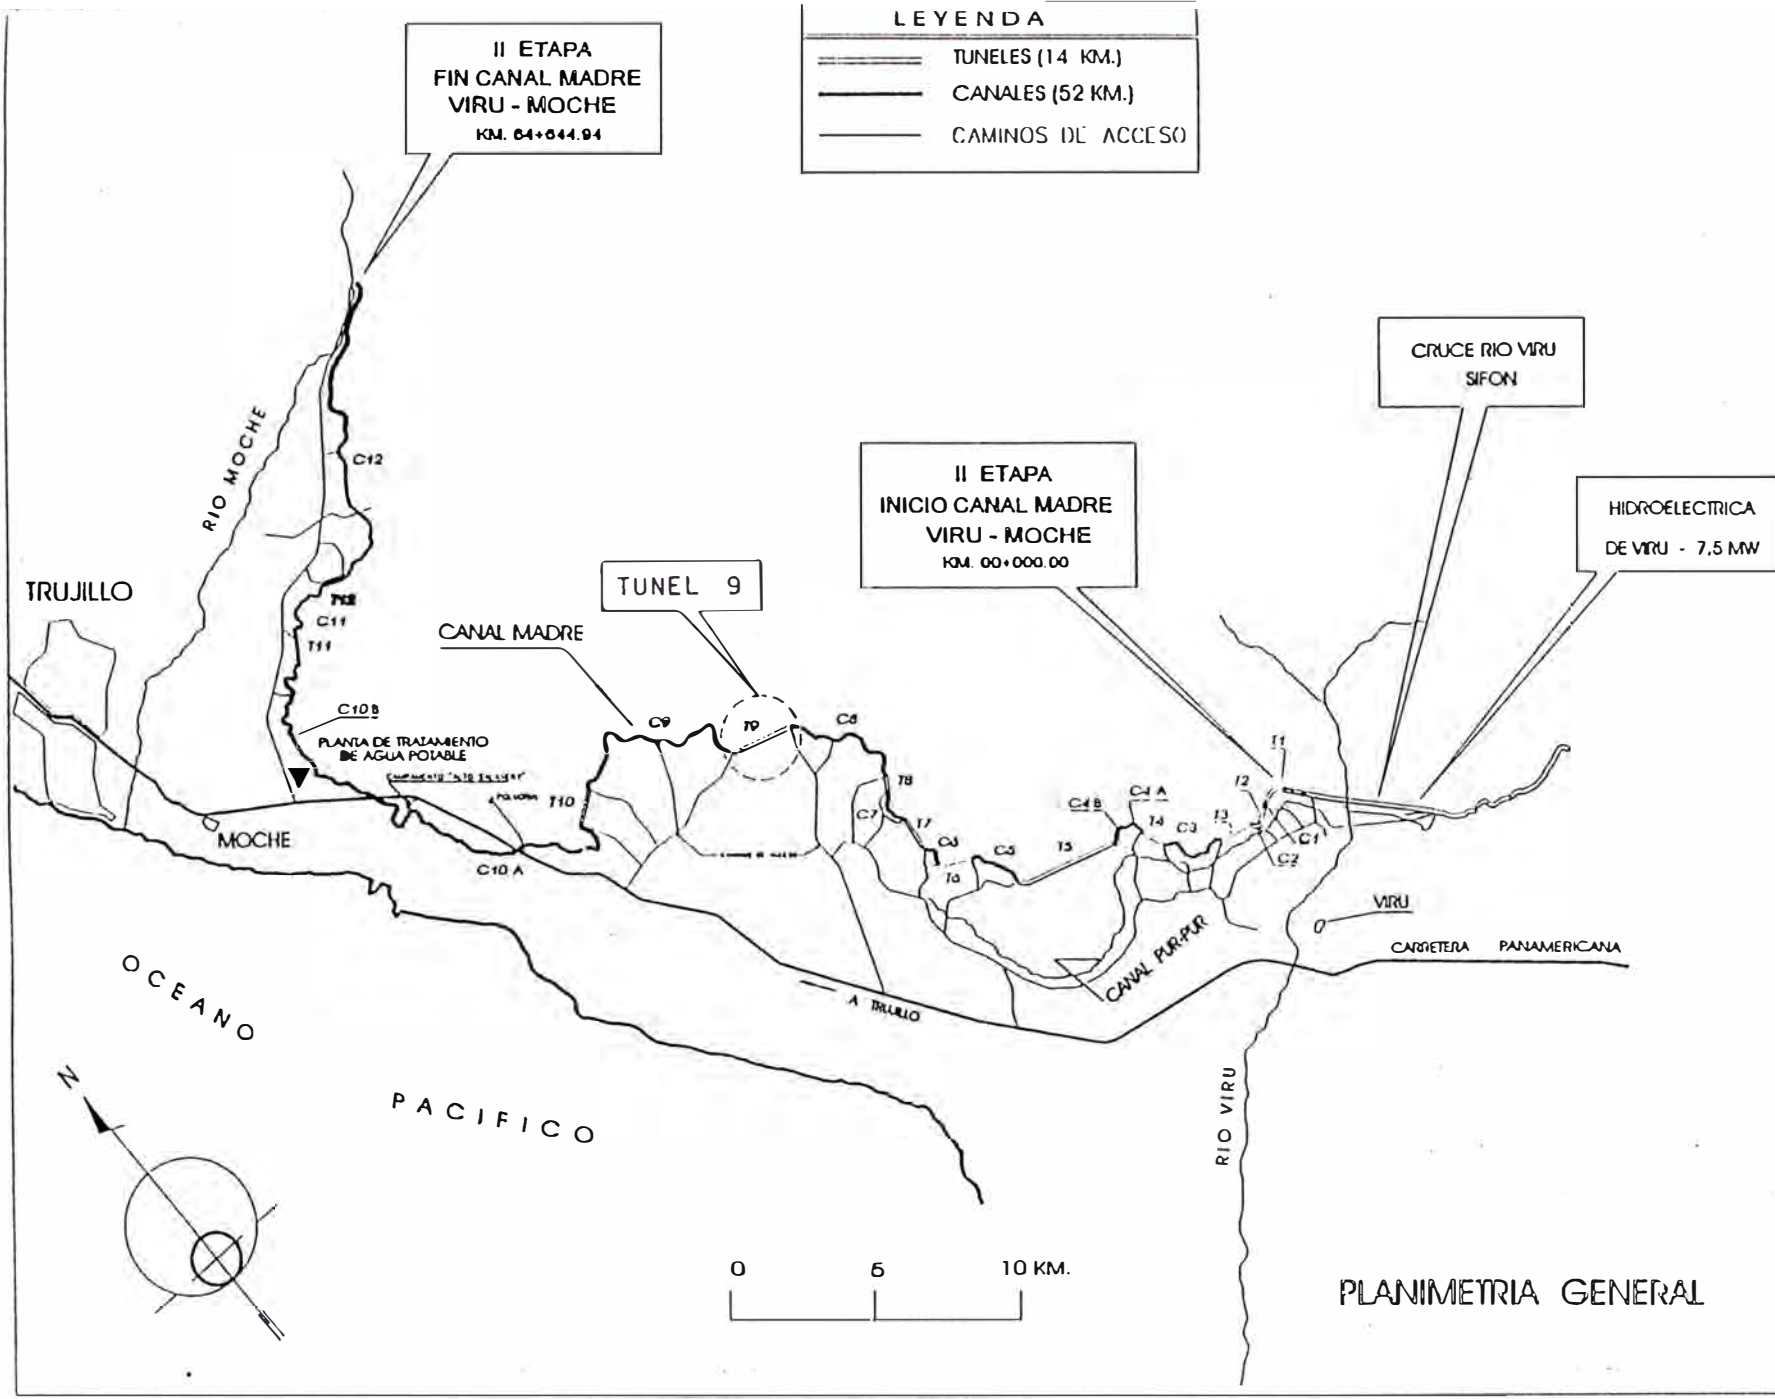 LEYENDA
TUNELES (14 KM.)
CANALES (52 KM.)
CAMINOS DE ACCESO
II ETAPA
FIN CANAL MADRE
VIRU - MOCHE
KM. 64+644.94
CRUCE RIO VIRU
SIFON
HIDROELECTRICA
DE VIRU - 7,5 MW
II ETAPA
INICIO CANAL MADRE
VIRU - MOCHE
KM. 00+000.00
TUNEL 9
CANAL MADRE
RIO MOCHE
TRUJILLO
C12
T12
C11
T11
C10 B
PLANTA DE TRATAMIENTO
DE AGUA POTABLE
MOCHE
C10 A
T10
C9
T9
C8
T8
C7
T7
C6
T6
C5
T5
C4 B
C4 A
T4
C3
T3
T2
T1
C1
C2
VIRU
CARRETERA PANAMERICANA
CANAL PUR-PUR
A TRUJILLO
RIO VIRU
OCEANO
PACIFICO
N
0 5 10 KM.
PLANIMETRIA GENERAL